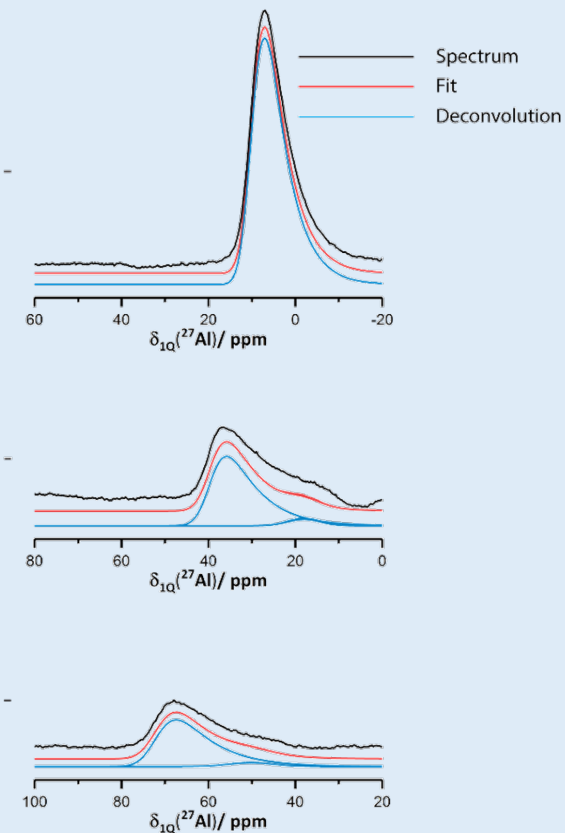 Spectrum
Fit
Deconvolution
60 40 20 0 -20
δ1Q(27Al)/ ppm
80 60 40 20 0
δ1Q(27Al)/ ppm
100 80 60 40 20
δ1Q(27Al)/ ppm